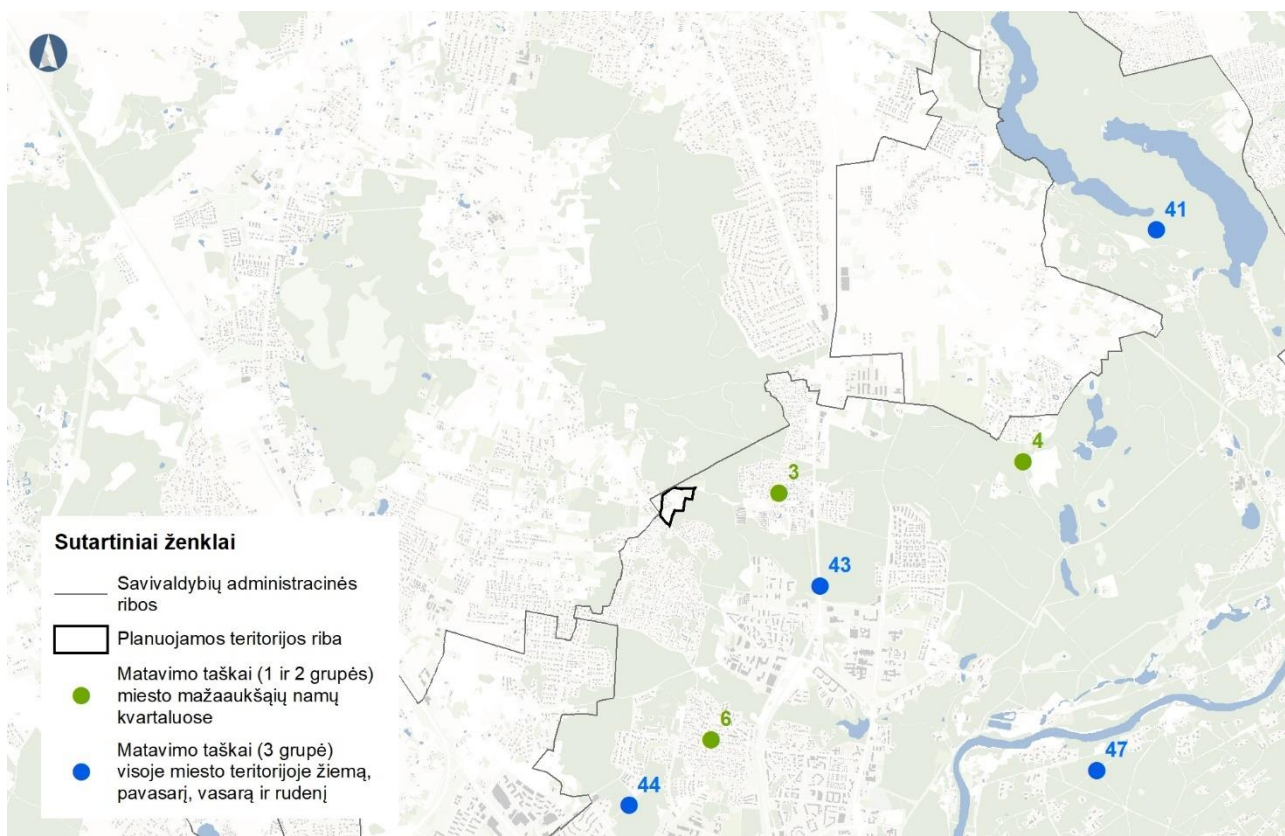 41
4
3
43
6
44
47
Sutartiniai ženklai
Savivaldybių administracinės
ribos
Planuojamos teritorijos riba
Matavimo taškai (1 ir 2 grupės)
miesto mažaaukšąių namų
kvartaluose
Matavimo taškai (3 grupė)
visoje miesto teritorijoje žiemą,
pavasarį, vasarą ir rudenį